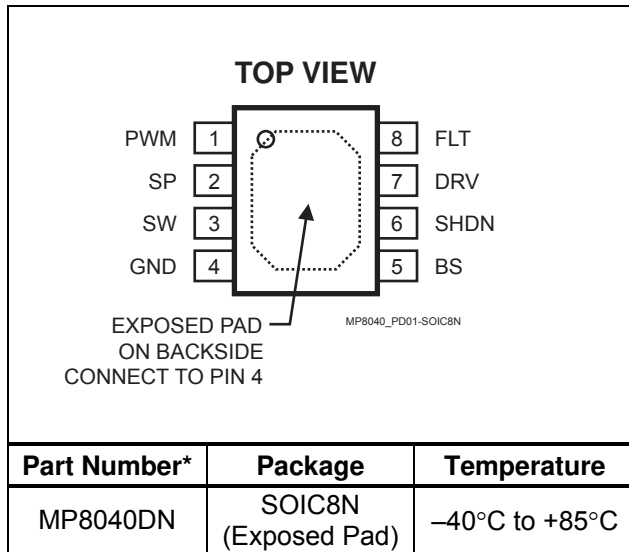 TOP VIEW
PWM 1 8 FLT
SP 2 7 DRV
SW 3 6 SHDN
GND 4 5 BS
EXPOSED PAD
ON BACKSIDE
CONNECT TO PIN 4
MP8040_PD01-SOIC8N
Part Number* Package Temperature
MP8040DN SOIC8N
(Exposed Pad) –40°C to +85°C